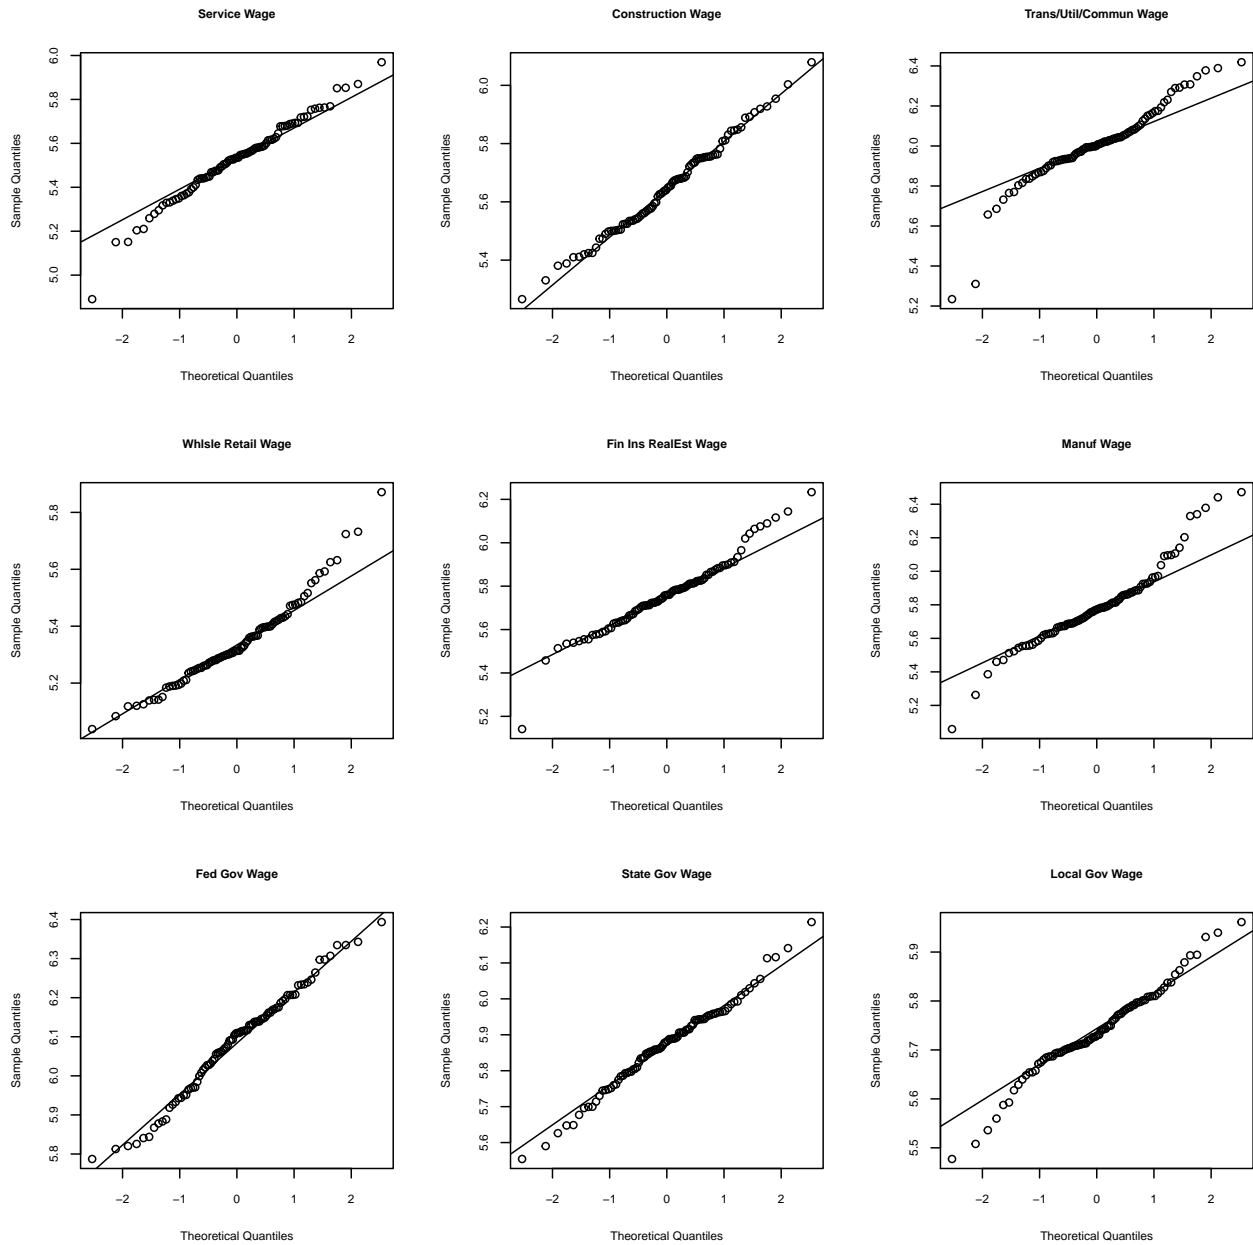 Service Wage
Sample Quantiles
6.0
5.8
5.6
5.4
5.2
5.0
−2 −1 0 1 2
Theoretical Quantiles
Construction Wage
Sample Quantiles
6.0
5.8
5.6
5.4
−2 −1 0 1 2
Theoretical Quantiles
Trans/Util/Commun Wage
Sample Quantiles
6.4
6.2
6.0
5.8
5.6
5.4
5.2
−2 −1 0 1 2
Theoretical Quantiles
Whlsle Retail Wage
Sample Quantiles
5.8
5.6
5.4
5.2
−2 −1 0 1 2
Theoretical Quantiles
Fin Ins RealEst Wage
Sample Quantiles
6.2
6.0
5.8
5.6
5.4
5.2
−2 −1 0 1 2
Theoretical Quantiles
Manuf Wage
Sample Quantiles
6.4
6.2
6.0
5.8
5.6
5.4
5.2
−2 −1 0 1 2
Theoretical Quantiles
Fed Gov Wage
Sample Quantiles
6.4
6.3
6.2
6.1
6.0
5.9
5.8
−2 −1 0 1 2
Theoretical Quantiles
State Gov Wage
Sample Quantiles
6.2
6.1
6.0
5.9
5.8
5.7
5.6
−2 −1 0 1 2
Theoretical Quantiles
Local Gov Wage
Sample Quantiles
5.9
5.8
5.7
5.6
5.5
−2 −1 0 1 2
Theoretical Quantiles